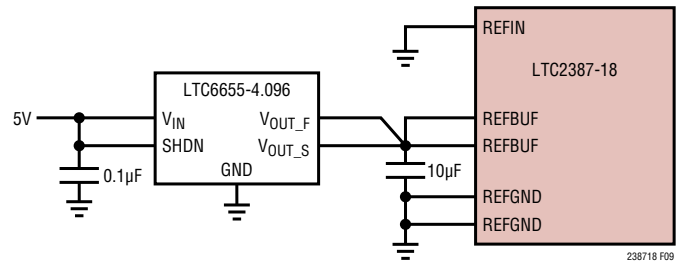 REFIN
LTC2387-18
LTC6655-4.096
5V
VIN
VOUT_F
REFBUF
SHDN
VOUT_S
REFBUF
GND
0.1µF
10µF
REFGND
REFGND
238718 F09